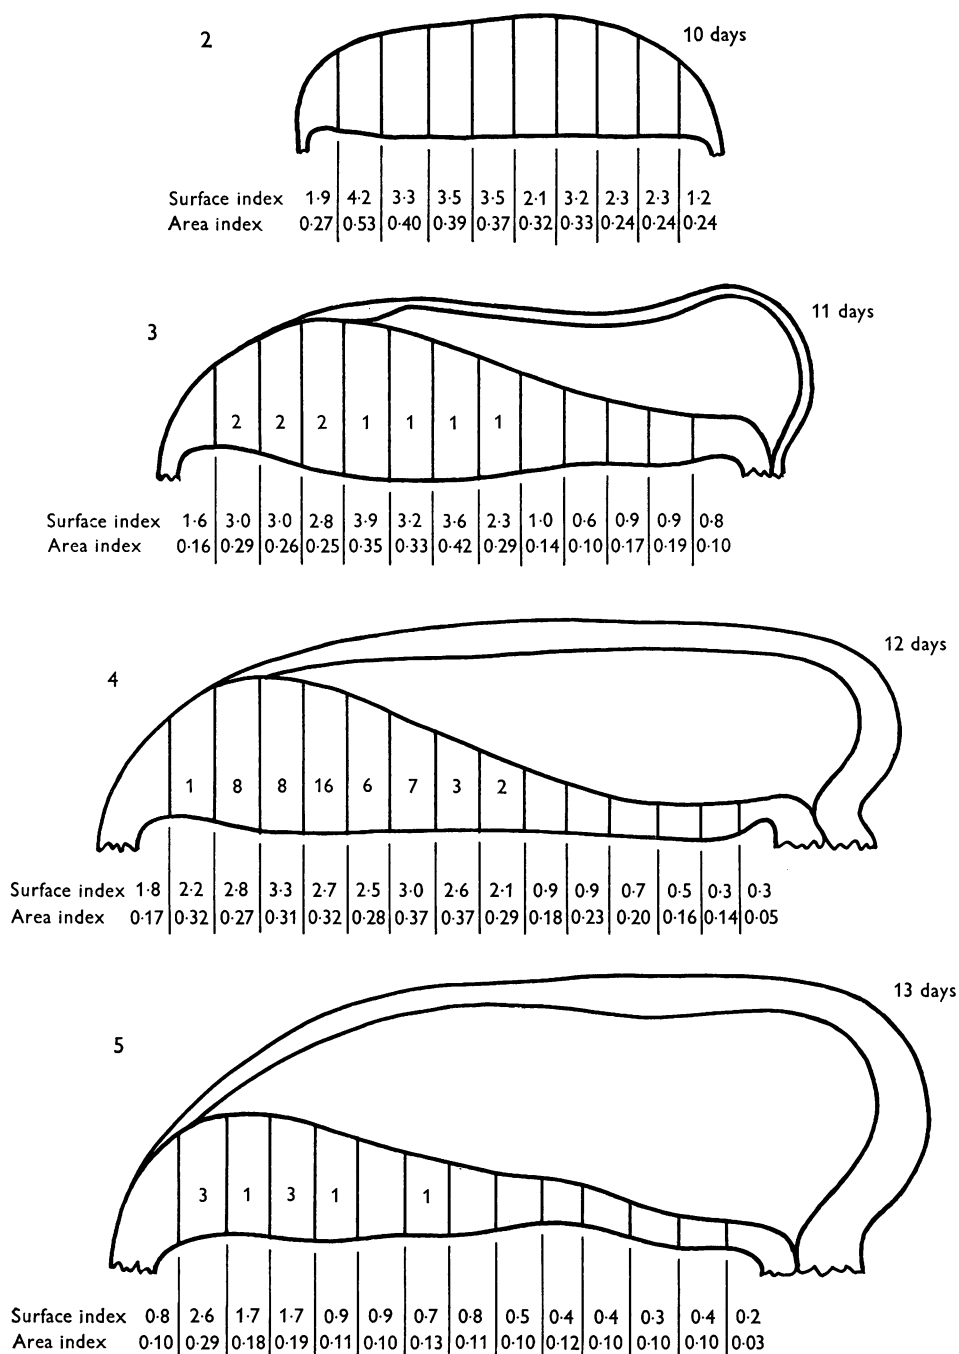 2 10 days
Surface index 1·9 4·2 3·3 3·5 3·5 2·1 3·2 2·3 2·3 1·2
Area index 0·27 0·53 0·40 0·39 0·37 0·32 0·33 0·24 0·24 0·24
3 11 days
2 2 2 1 1 1 1
Surface index 1·6 3·0 3·0 2·8 3·9 3·2 3·6 2·3 1·0 0·6 0·9 0·9 0·8
Area index 0·16 0·29 0·26 0·25 0·35 0·33 0·42 0·29 0·14 0·10 0·17 0·19 0·10
4 12 days
1 8 8 16 6 7 3 2
Surface index 1·8 2·2 2·8 3·3 2·7 2·5 3·0 2·6 2·1 0·9 0·9 0·7 0·5 0·3 0·3
Area index 0·17 0·32 0·27 0·31 0·32 0·28 0·37 0·37 0·29 0·18 0·23 0·20 0·16 0·14 0·05
5 13 days
3 1 3 1 1
Surface index 0·8 2·6 1·7 1·7 0·9 0·9 0·7 0·8 0·5 0·4 0·4 0·3 0·4 0·2
Area index 0·10 0·29 0·18 0·19 0·11 0·10 0·13 0·11 0·10 0·12 0·10 0·10 0·10 0·03